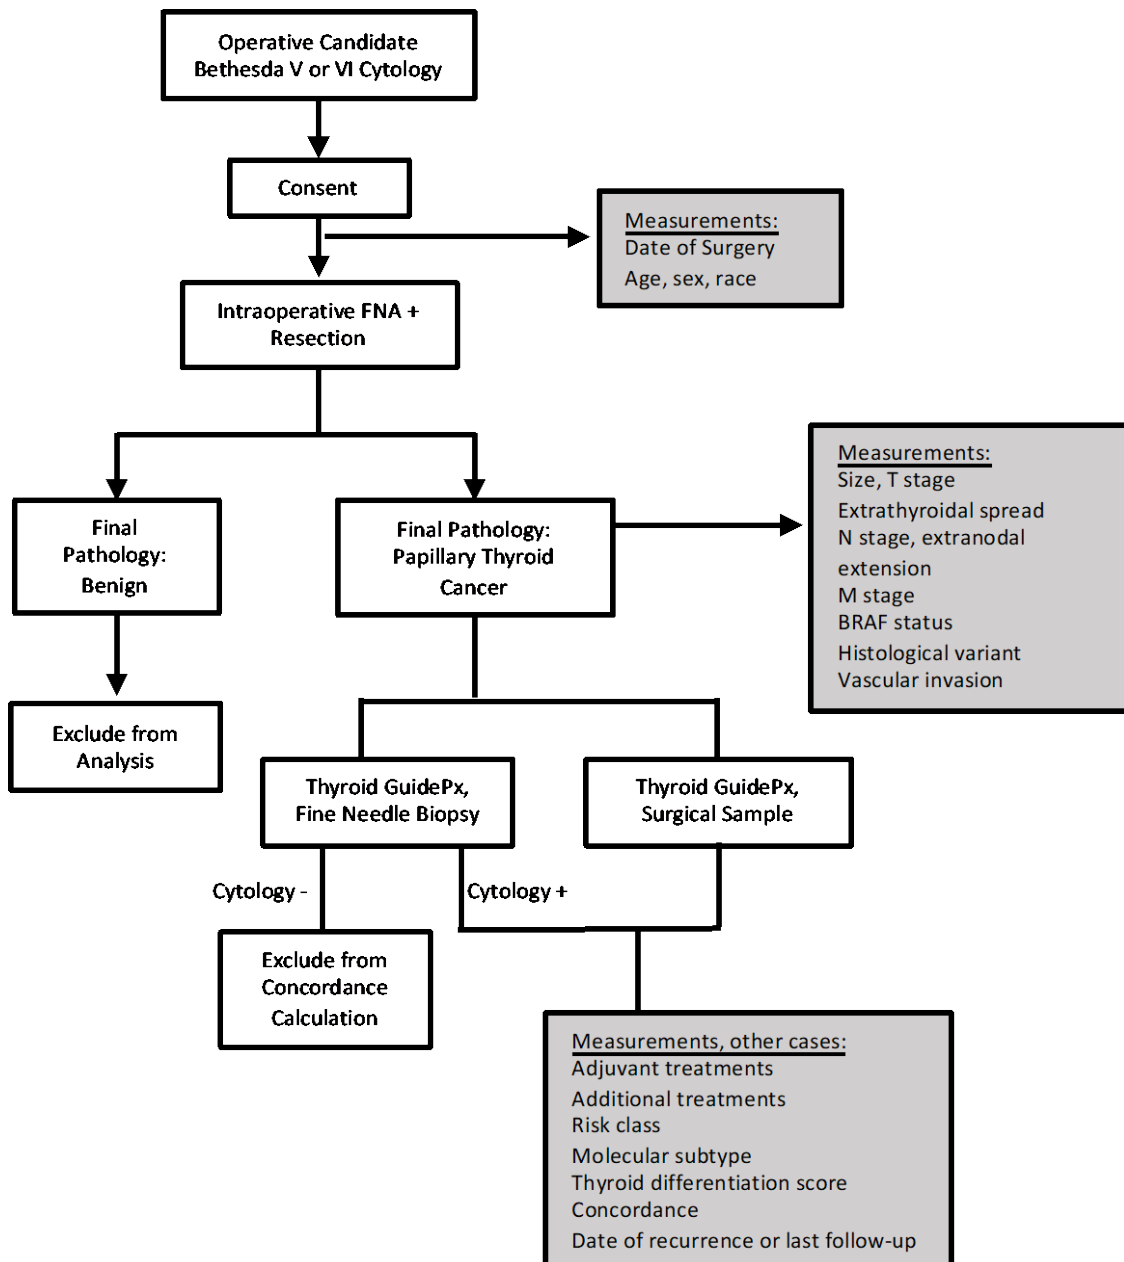 Operative Candidate
Bethesda V or VI Cytology
Consent
Measurements:
Date of Surgery
Age, sex, race
Intraoperative FNA +
Resection
Measurements:
Size, T stage
Extrathyroidal spread
N stage, extranodal
extension
M stage
BRAF status
Histological variant
Vascular invasion
Final
Pathology:
Benign
Final Pathology:
Papillary Thyroid
Cancer
Exclude from
Analysis
Thyroid GuidePx,
Fine Needle Biopsy
Thyroid GuidePx,
Surgical Sample
Cytology -
Cytology +
Exclude from
Concordance
Calculation
Measurements, other cases:
Adjuvant treatments
Additional treatments
Risk class
Molecular subtype
Thyroid differentiation score
Concordance
Date of recurrence or last follow-up